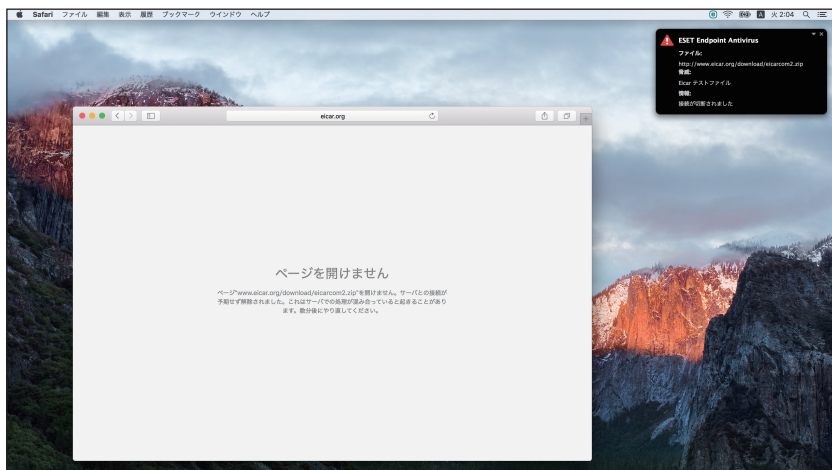 Safari ファイル 編集 表示 履歴 ブックマーク ウインドウ ヘルプ
A 火 2:04
ESET Endpoint Antivirus
ファイル:
http://www.eicar.org/download/eicarcom2.zip
脅威:
Eicar テストファイル
情報:
接続が切断されました
eicar.org
ページを開けません
ページ"www.eicar.org/download/eicarcom2.zip"を開けません。サーバとの接続が
予期せず解除されました。これはサーバでの処理が混み合っていると起きることがあり
ます。数分後にやり直してください。